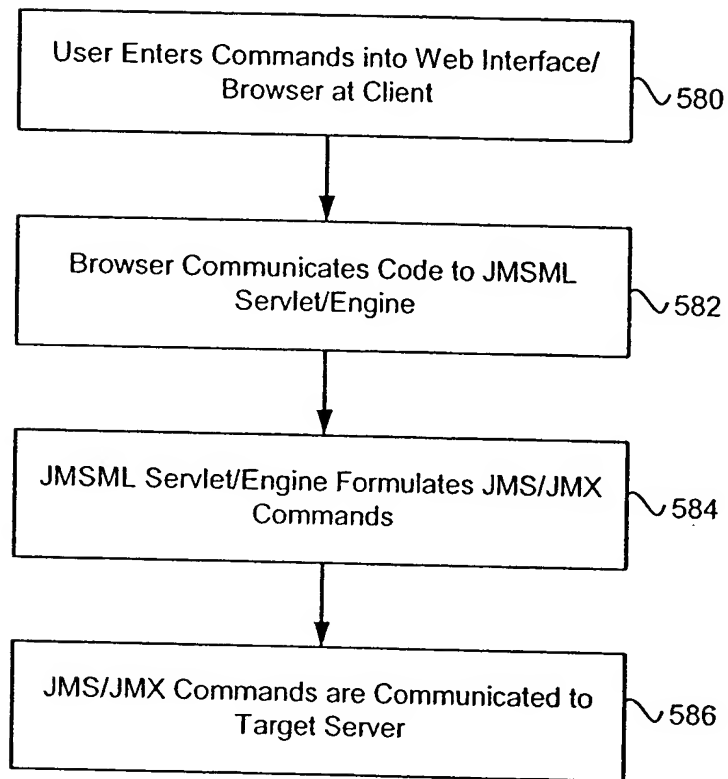 User Enters Commands into Web Interface/
Browser at Client
580
Browser Communicates Code to JMSML
Servlet/Engine
582
JMSML Servlet/Engine Formulates JMS/JMX
Commands
584
JMS/JMX Commands are Communicated to
Target Server
586